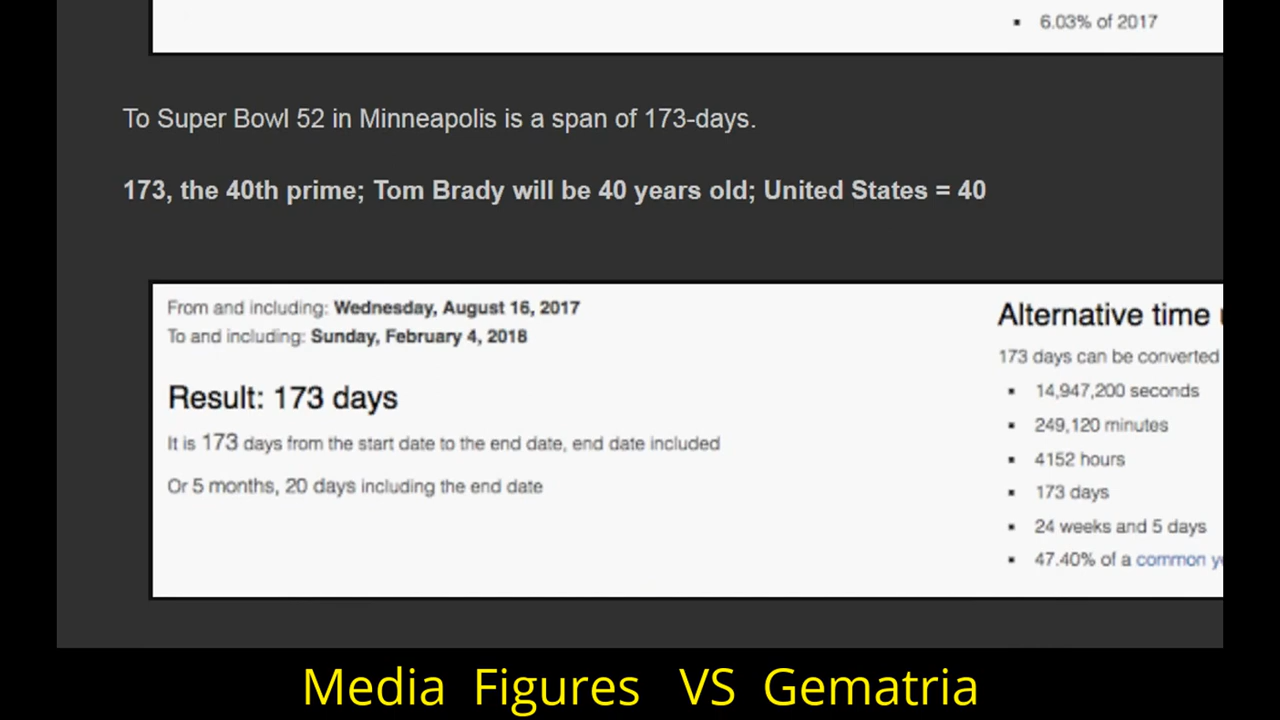 ▪ 6.03% of 2017
To Super Bowl 52 in Minneapolis is a span of 173-days.
173, the 40th prime; Tom Brady will be 40 years old; United States = 40
From and including: Wednesday, August 16, 2017
To and including: Sunday, February 4, 2018
Result: 173 days
It is 173 days from the start date to the end date, end date included
Or 5 months, 20 days including the end date
Alternative time
173 days can be converted
▪ 14,947,200 seconds
▪ 249,120 minutes
▪ 4152 hours
▪ 173 days
▪ 24 weeks and 5 days
▪ 47.40% of a common
Media Figures VS Gematria